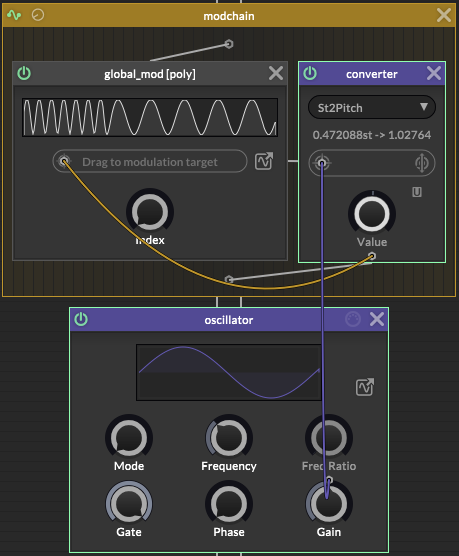 modchain
global_mod [poly]
converter
St2Pitch
0.472088st -> 1.02764
Drag to modulation target
U
Index
Value
oscillator
Mode
Frequency
Freq Ratio
Gate
Phase
Gain